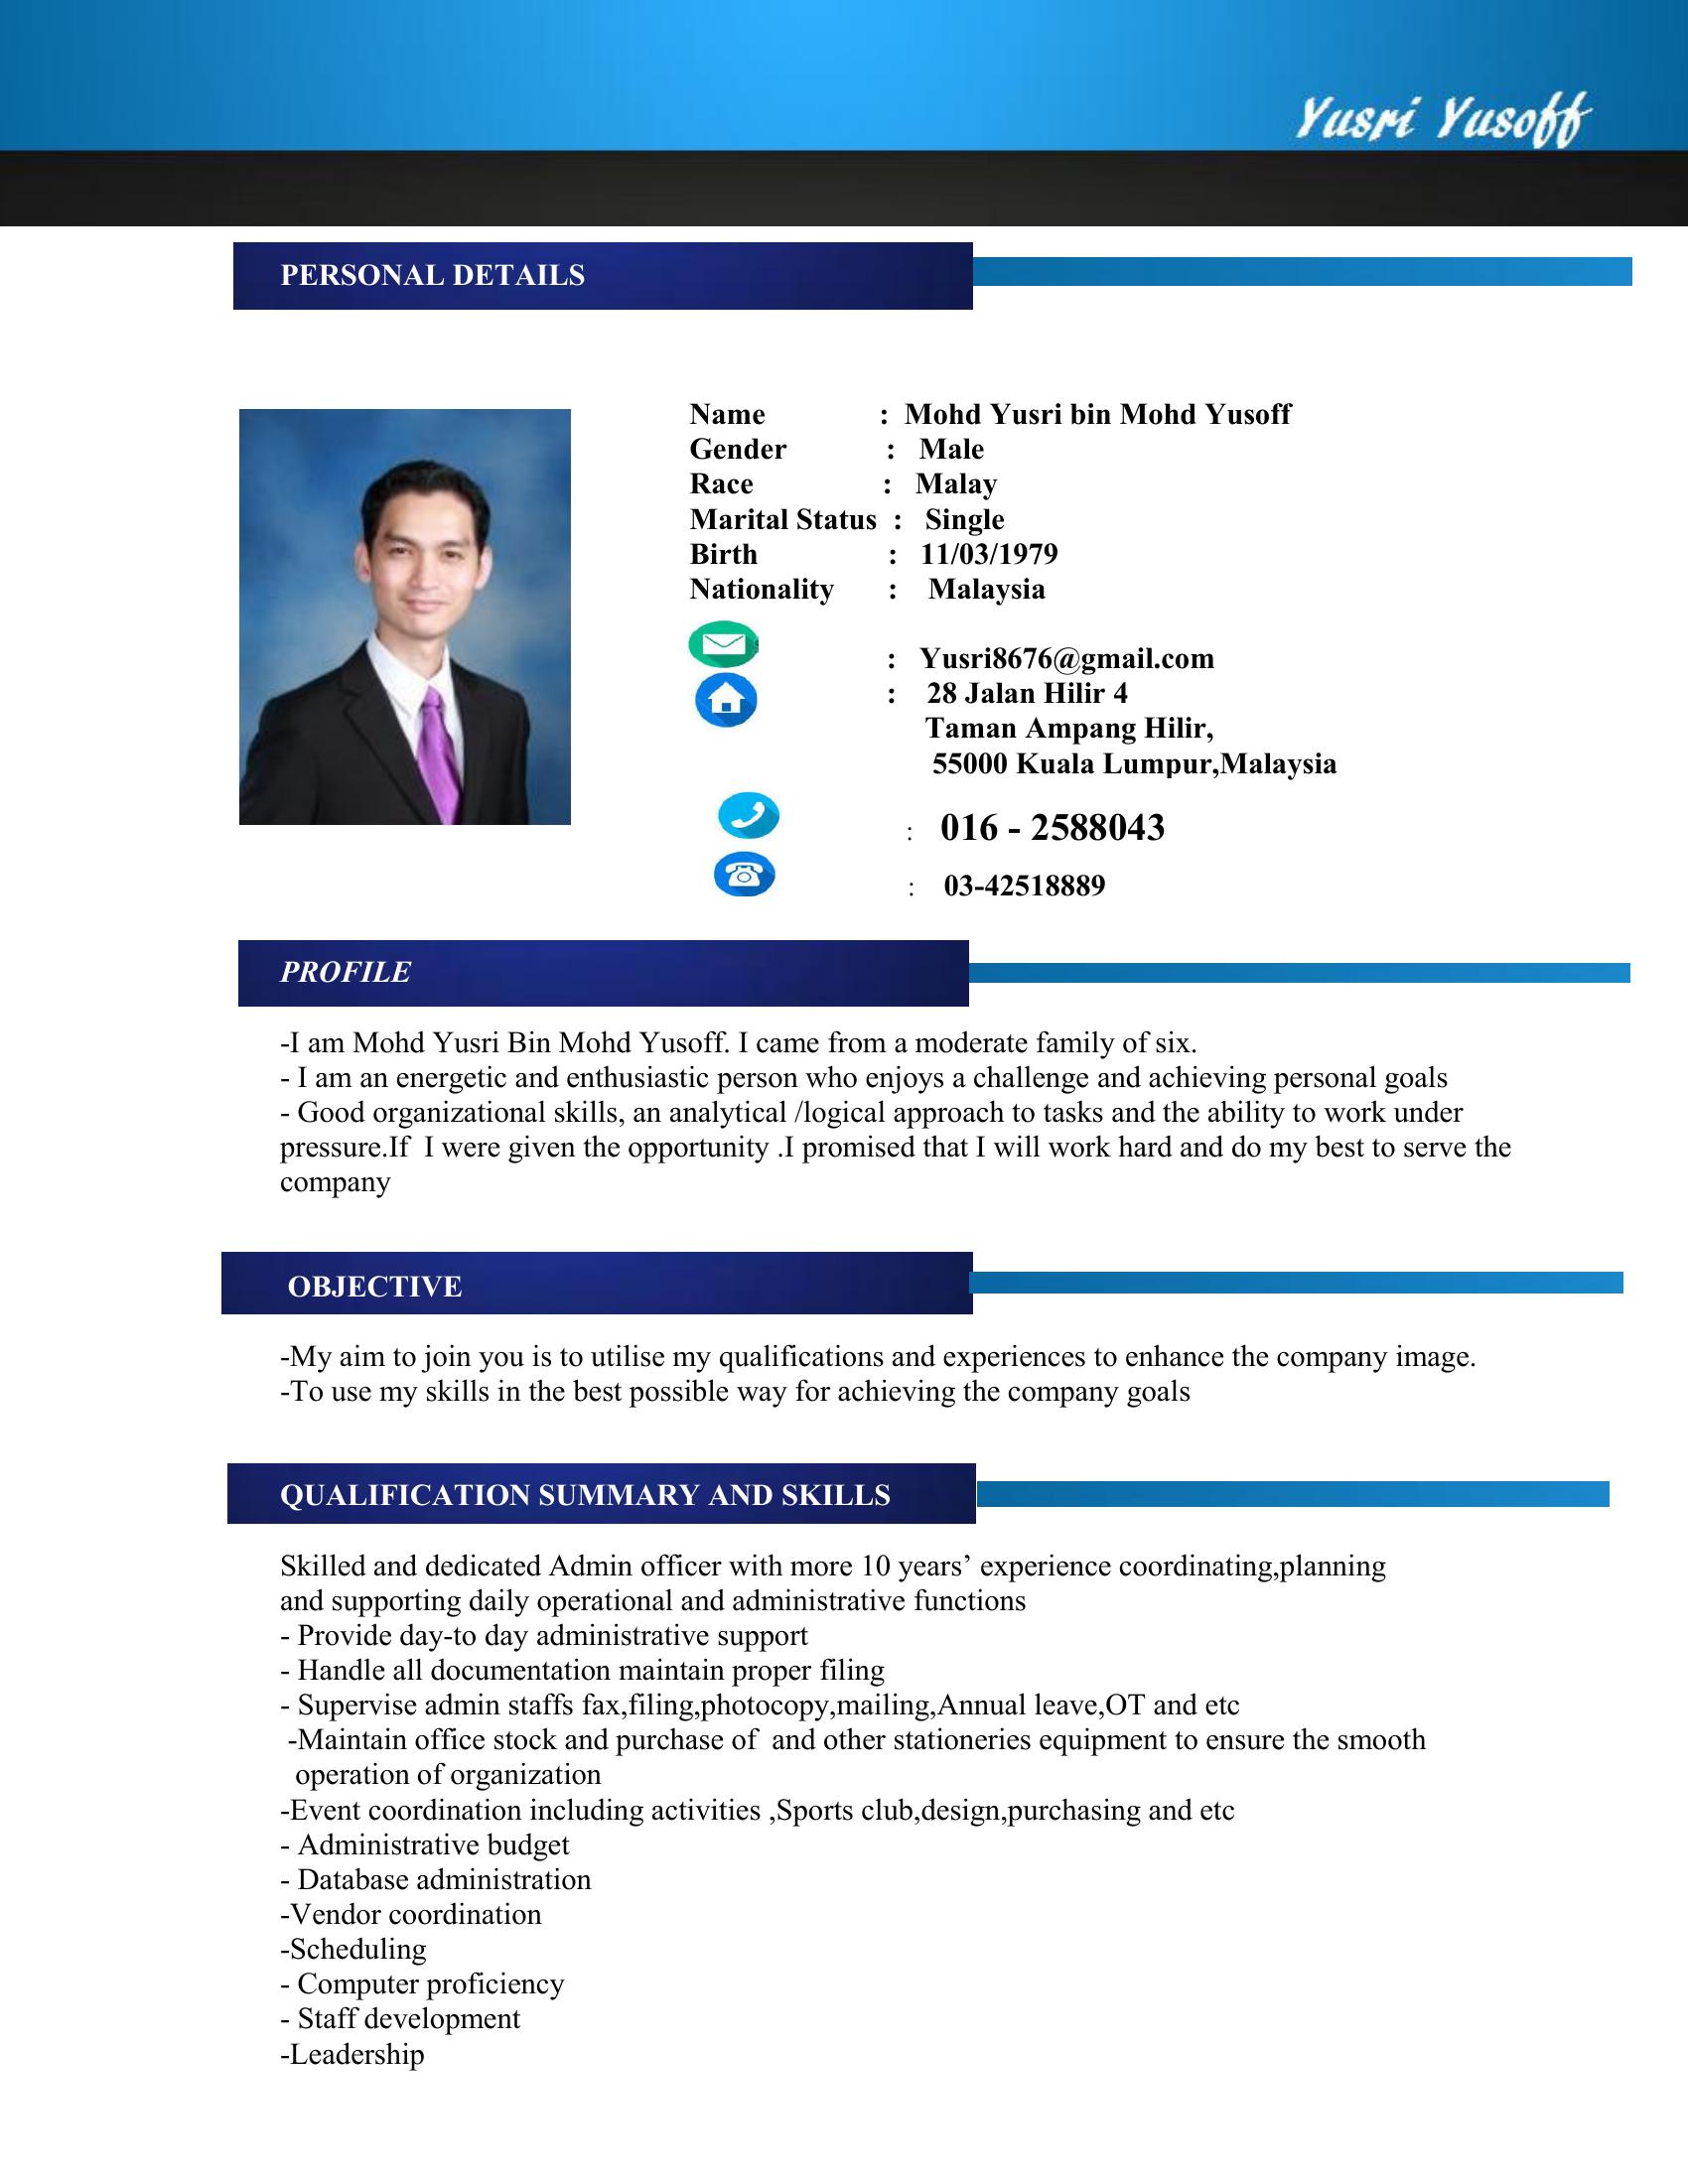 Yusri Yusoff
PERSONAL DETAILS
Name : Mohd Yusri bin Mohd Yusoff
Gender : Male
Race : Malay
Marital Status : Single
Birth : 11/03/1979
Nationality : Malaysia
: Yusri8676@gmail.com
: 28 Jalan Hilir 4
Taman Ampang Hilir,
55000 Kuala Lumpur,Malaysia
: 016 - 2588043
: 03-42518889
PROFILE
-I am Mohd Yusri Bin Mohd Yusoff. I came from a moderate family of six.
- I am an energetic and enthusiastic person who enjoys a challenge and achieving personal goals
- Good organizational skills, an analytical /logical approach to tasks and the ability to work under
pressure.If  I were given the opportunity .I promised that I will work hard and do my best to serve the
company
OBJECTIVE
-My aim to join you is to utilise my qualifications and experiences to enhance the company image.
-To use my skills in the best possible way for achieving the company goals
QUALIFICATION SUMMARY AND SKILLS
Skilled and dedicated Admin officer with more 10 years’ experience coordinating,planning
and supporting daily operational and administrative functions
- Provide day-to day administrative support
- Handle all documentation maintain proper filing
- Supervise admin staffs fax,filing,photocopy,mailing,Annual leave,OT and etc
-Maintain office stock and purchase of  and other stationeries equipment to ensure the smooth
operation of organization
-Event coordination including activities ,Sports club,design,purchasing and etc
- Administrative budget
- Database administration
-Vendor coordination
-Scheduling
- Computer proficiency
- Staff development
-Leadership